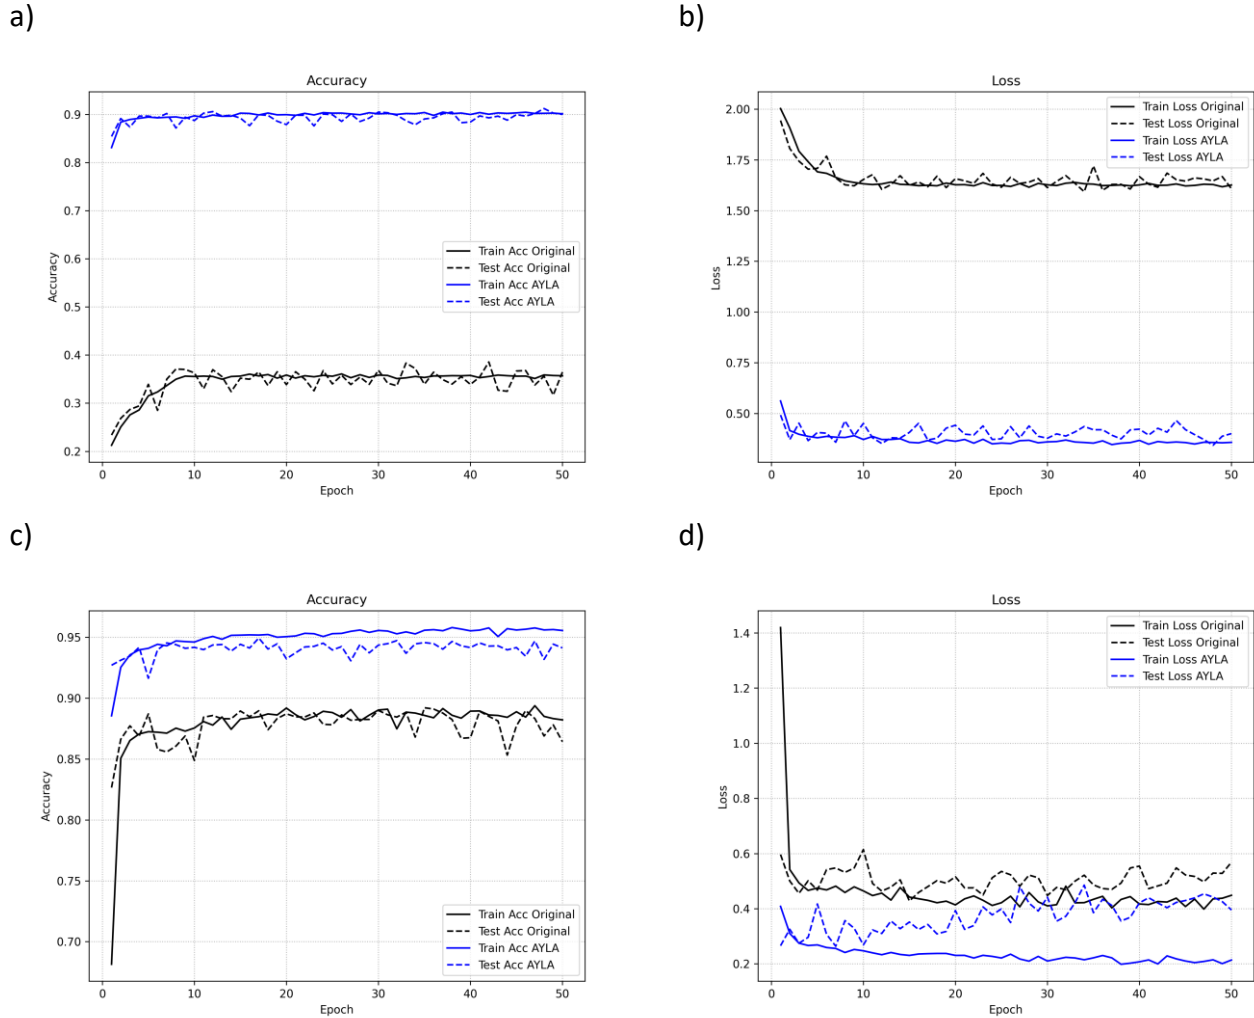 a)
Accuracy
Accuracy
0.9
0.8
0.7
0.6
0.5
0.4
0.3
0.2
Train Acc Original
Test Acc Original
Train Acc AYLA
Test Acc AYLA
0 10 20 30 40 50
Epoch
b)
Loss
Loss
2.00
1.75
1.50
1.25
1.00
0.75
0.50
Train Loss Original
Test Loss Original
Train Loss AYLA
Test Loss AYLA
0 10 20 30 40 50
Epoch
c)
Accuracy
Accuracy
0.95
0.90
0.85
0.80
0.75
0.70
Train Acc Original
Test Acc Original
Train Acc AYLA
Test Acc AYLA
0 10 20 30 40 50
Epoch
d)
Loss
Loss
1.4
1.2
1.0
0.8
0.6
0.4
0.2
Train Loss Original
Test Loss Original
Train Loss AYLA
Test Loss AYLA
0 10 20 30 40 50
Epoch